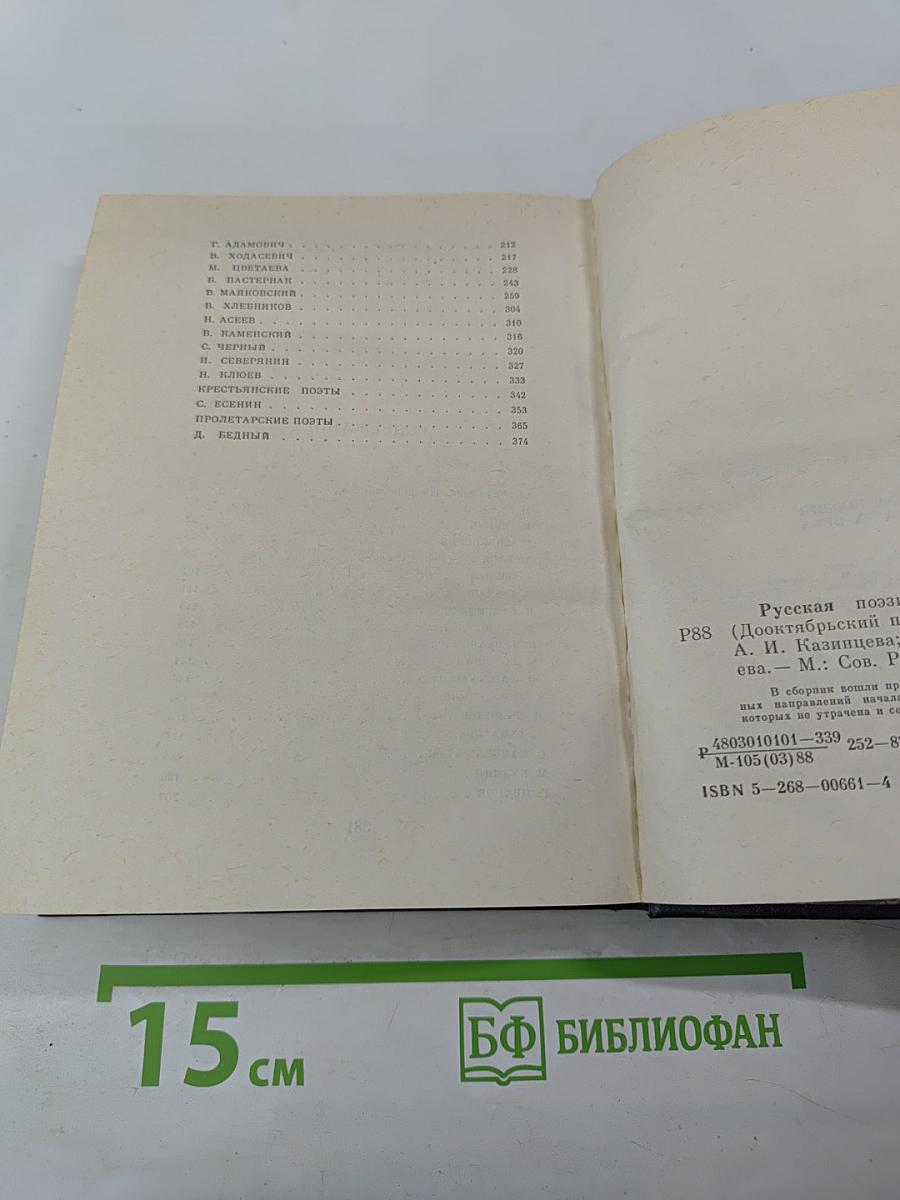 Г. АДАМОВИЧ . . . . . . . . . . . . . . . 212
В. ХОДАСЕВИЧ . . . . . . . . . . . . . . . 217
М. ЦВЕТАЕВА . . . . . . . . . . . . . . . 228
Б. ПАСТЕРНАК . . . . . . . . . . . . . . . 243
В. МАЯКОВСКИЙ . . . . . . . . . . . . . . . 259
В. ХЛЕБНИКОВ . . . . . . . . . . . . . . . 304
Н. АСЕЕВ . . . . . . . . . . . . . . . 310
В. КАМЕНСКИЙ . . . . . . . . . . . . . . . 316
С. ЧЕРНЫЙ . . . . . . . . . . . . . . . 320
И. СЕВЕРЯНИН . . . . . . . . . . . . . . . 327
Н. КЛЮЕВ . . . . . . . . . . . . . . . 333
КРЕСТЬЯНСКИЕ ПОЭТЫ . . . . . . . . . . . . 342
С. ЕСЕНИН . . . . . . . . . . . . . . . 353
ПРОЛЕТАРСКИЕ ПОЭТЫ . . . . . . . . . . . . 365
Д. БЕДНЫЙ . . . . . . . . . . . . . . . 374
Русская поэзи
Р88 (Дооктябрьский п
А. И. Казинцева;
ева.— М.: Сов. Р
В сборник вошли пр
ных направлений начала
которых не утрачена и се
Р 4803010101—339 252—8
М-105(03)88
ISBN 5—268—00661—4
15 см
БФ БИБЛИОФАН